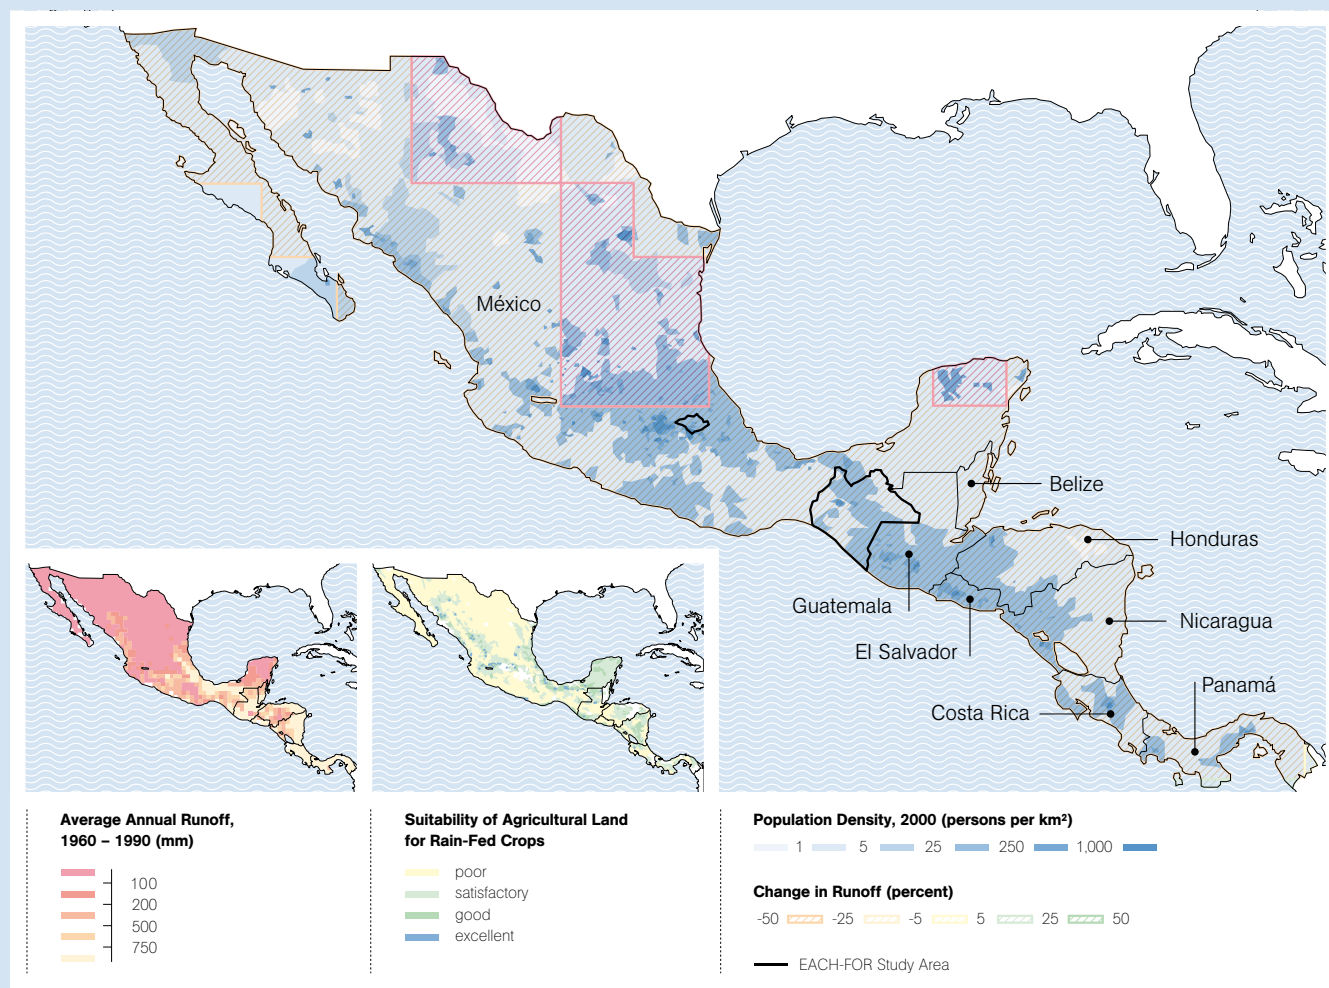 México
Belize
Honduras
Guatemala
Nicaragua
El Salvador
Panamá
Costa Rica
Average Annual Runoff,
1960 – 1990 (mm)
100
200
500
750
Suitability of Agricultural Land
for Rain-Fed Crops
poor
satisfactory
good
excellent
Population Density, 2000 (persons per km²)
1 5 25 250 1,000
Change in Runoff (percent)
-50 -25 -5 5 25 50
EACH-FOR Study Area